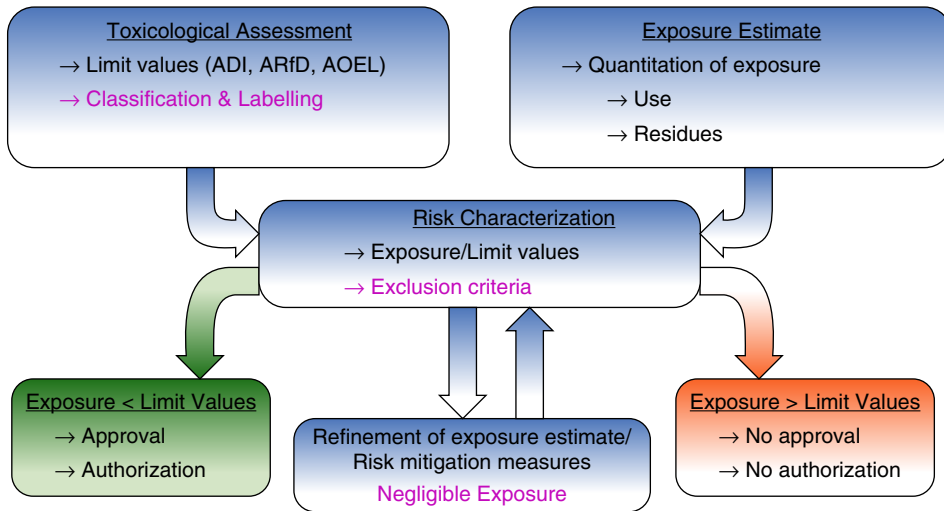 Toxicological Assessment
→ Limit values (ADI, ARfD, AOEL)
→ Classification & Labelling
Exposure Estimate
→ Quantitation of exposure
→ Use
→ Residues
Risk Characterization
→ Exposure/Limit values
→ Exclusion criteria
Exposure < Limit Values
→ Approval
→ Authorization
Refinement of exposure estimate/
Risk mitigation measures
Negligible Exposure
Exposure > Limit Values
→ No approval
→ No authorization